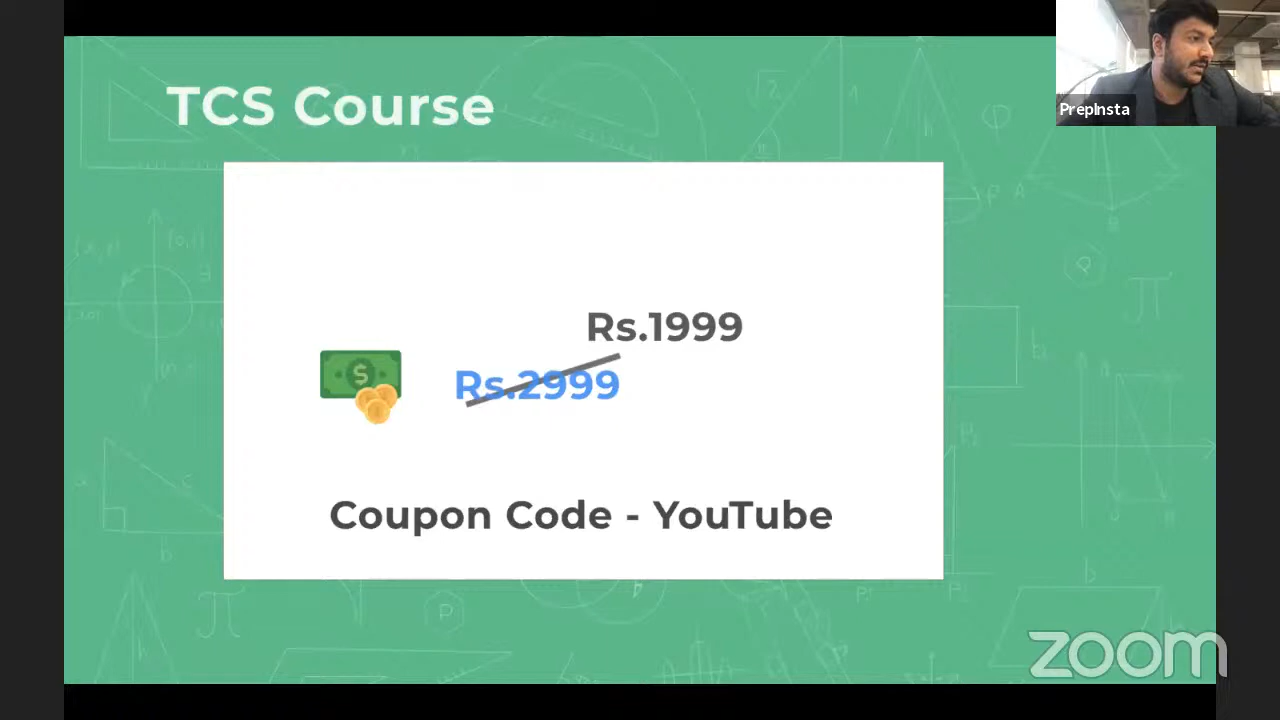 TCS Course
PrepInsta
Rs.1999
Rs.2999
Coupon Code - YouTube
zoom